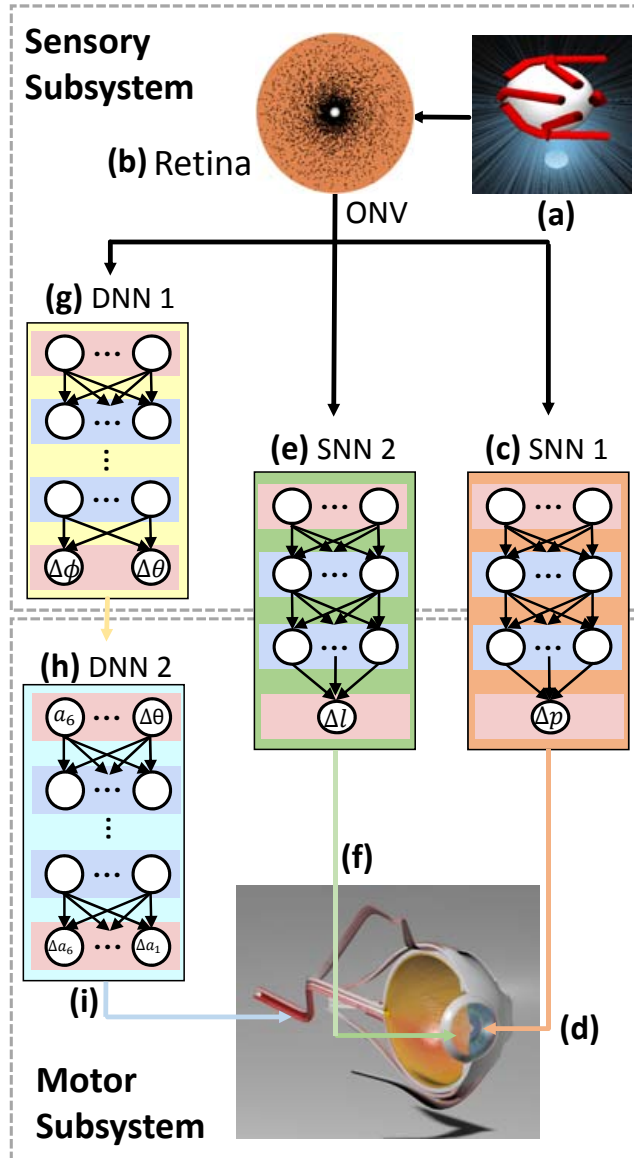 Sensory
Subsystem
(b) Retina
(a)
ONV
(g) DNN 1
(e) SNN 2
(c) SNN 1
...
...
...
...
...
...
...
...
...
...
...
Δϕ Δθ
(h) DNN 2
a₆ ... Δθ
Δl
Δp
...
...
...
(f)
Δa₆ ... Δa₁
(i)
(d)
Motor
Subsystem